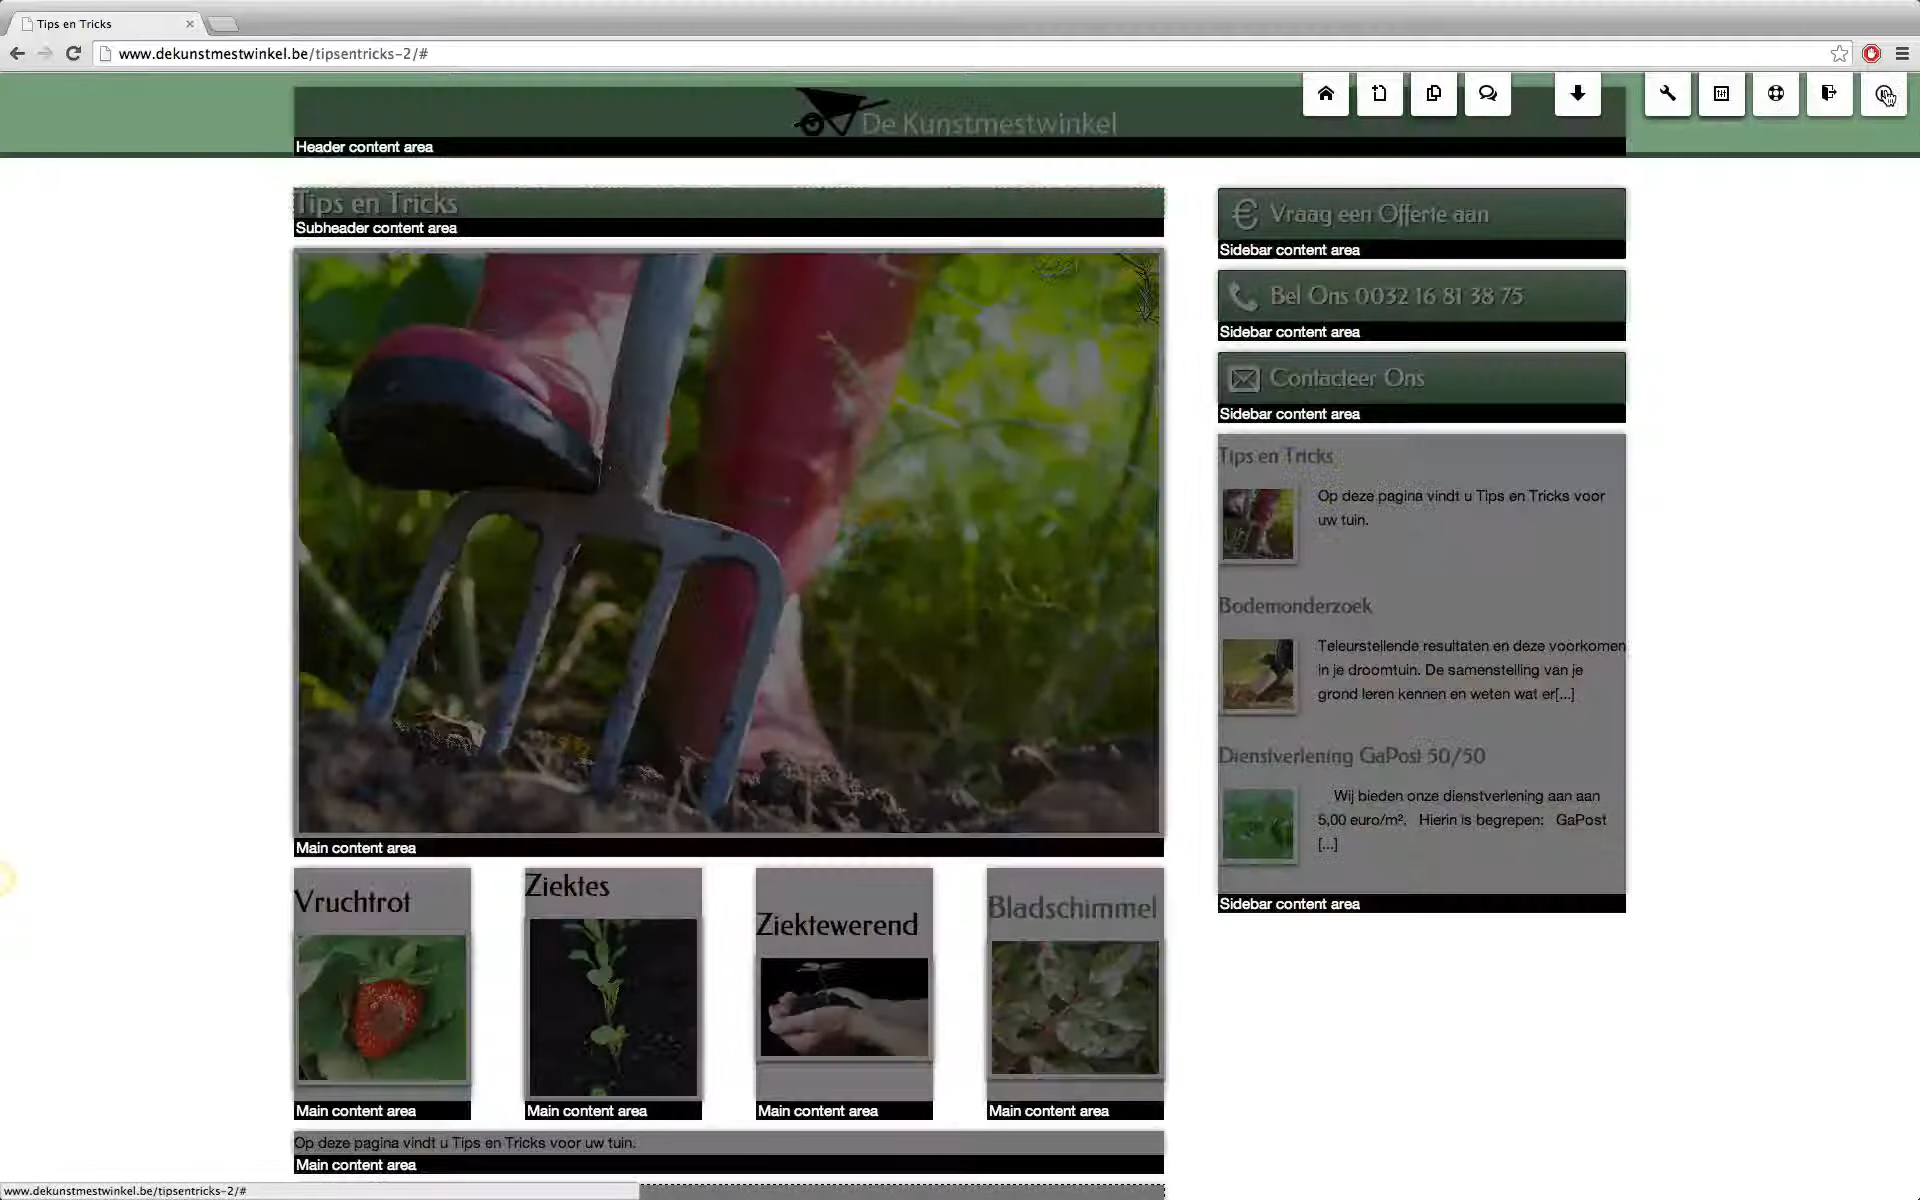 Tips en Tricks
www.dekunstmestwinkel.be/tipsentricks-2/#
De Kunstmestwinkel
Header content area
Tips en Tricks
Subheader content area
Main content area
Vruchtrot
Main content area
Ziektes
Main content area
Ziektewerend
Main content area
Bladschimmel
Main content area
Op deze pagina vindt u Tips en Tricks voor uw tuin.
Main content area
Vraag een Offerte aan
Sidebar content area
Bel Ons 0032 16 81 38 75
Sidebar content area
Contacteer Ons
Sidebar content area
Tips en Tricks
Op deze pagina vindt u Tips en Tricks voor
uw tuin.
Bodemonderzoek
Teleurstellende resultaten en deze voorkomen
in je droomtuin. De samenstelling van je
grond leren kennen en weten wat er[...]
Dienstverlening GaPost 50/50
Wij bieden onze dienstverlening aan aan
5,00 euro/m². Hierin is begrepen: GaPost
[...]
Sidebar content area
www.dekunstmestwinkel.be/tipsentricks-2/#